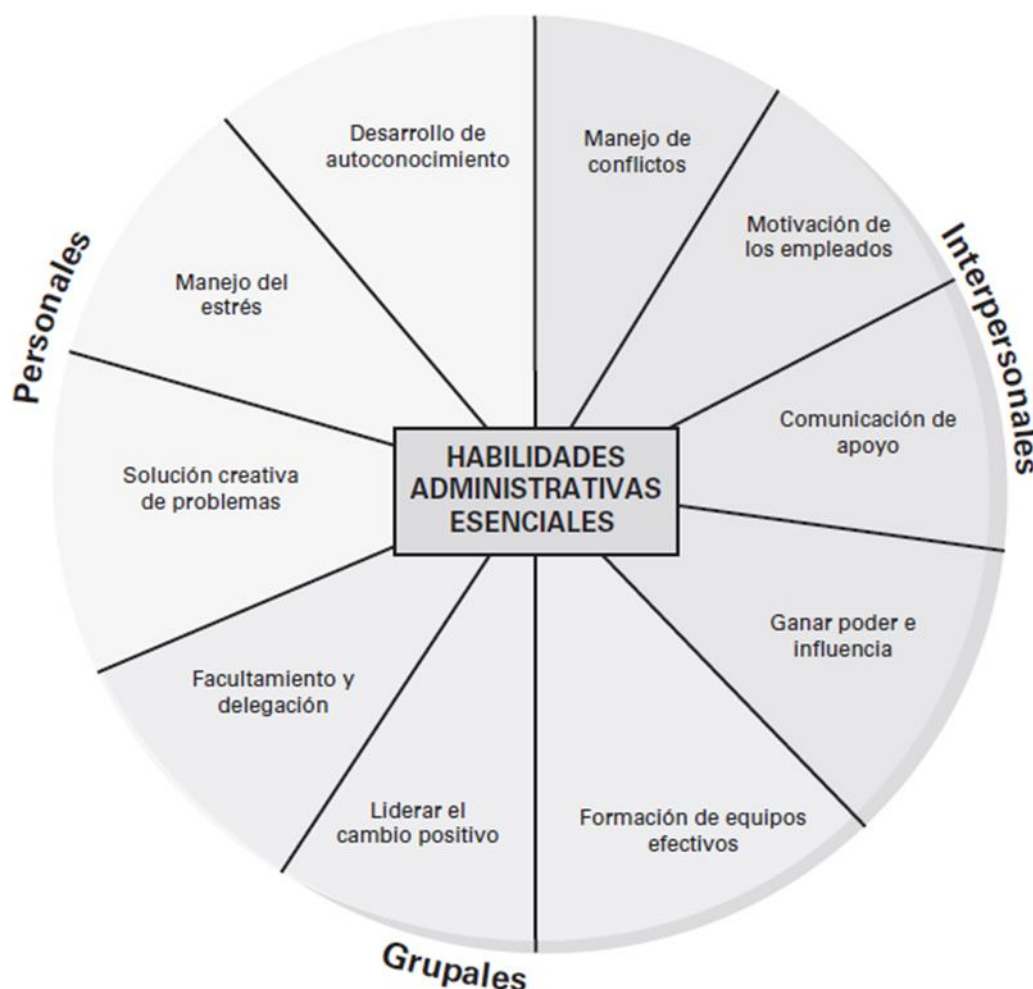 Desarrollo de
autoconocimiento
Manejo de
conflictos
Motivación de
los empleados
Interpersonales
Personales
Manejo del
estrés
Comunicación de
apoyo
HABILIDADES
ADMINISTRATIVAS
ESENCIALES
Solución creativa
de problemas
Ganar poder e
influencia
Facultamiento y
delegación
Liderar el
cambio positivo
Formación de equipos
efectivos
Grupales